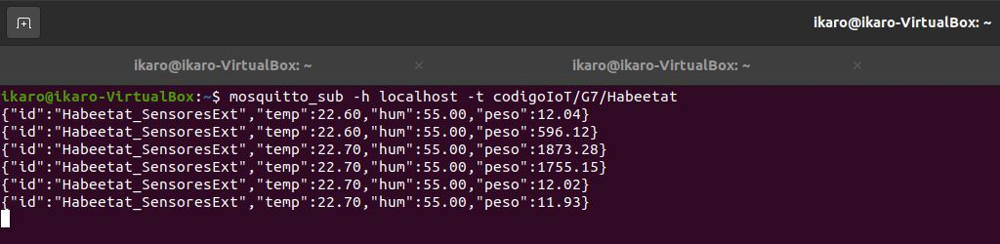 ikaro@ikaro-VirtualBox: ~
ikaro@ikaro-VirtualBox: ~ × ikaro@ikaro-VirtualBox: ~ ×
ikaro@ikaro-VirtualBox:~$ mosquitto_sub -h localhost -t codigoIoT/G7/Habeetat
{"id":"Habeetat_SensoresExt","temp":22.60,"hum":55.00,"peso":12.04}
{"id":"Habeetat_SensoresExt","temp":22.60,"hum":55.00,"peso":596.12}
{"id":"Habeetat_SensoresExt","temp":22.70,"hum":55.00,"peso":1873.28}
{"id":"Habeetat_SensoresExt","temp":22.70,"hum":55.00,"peso":1755.15}
{"id":"Habeetat_SensoresExt","temp":22.70,"hum":55.00,"peso":12.02}
{"id":"Habeetat_SensoresExt","temp":22.70,"hum":55.00,"peso":11.93}